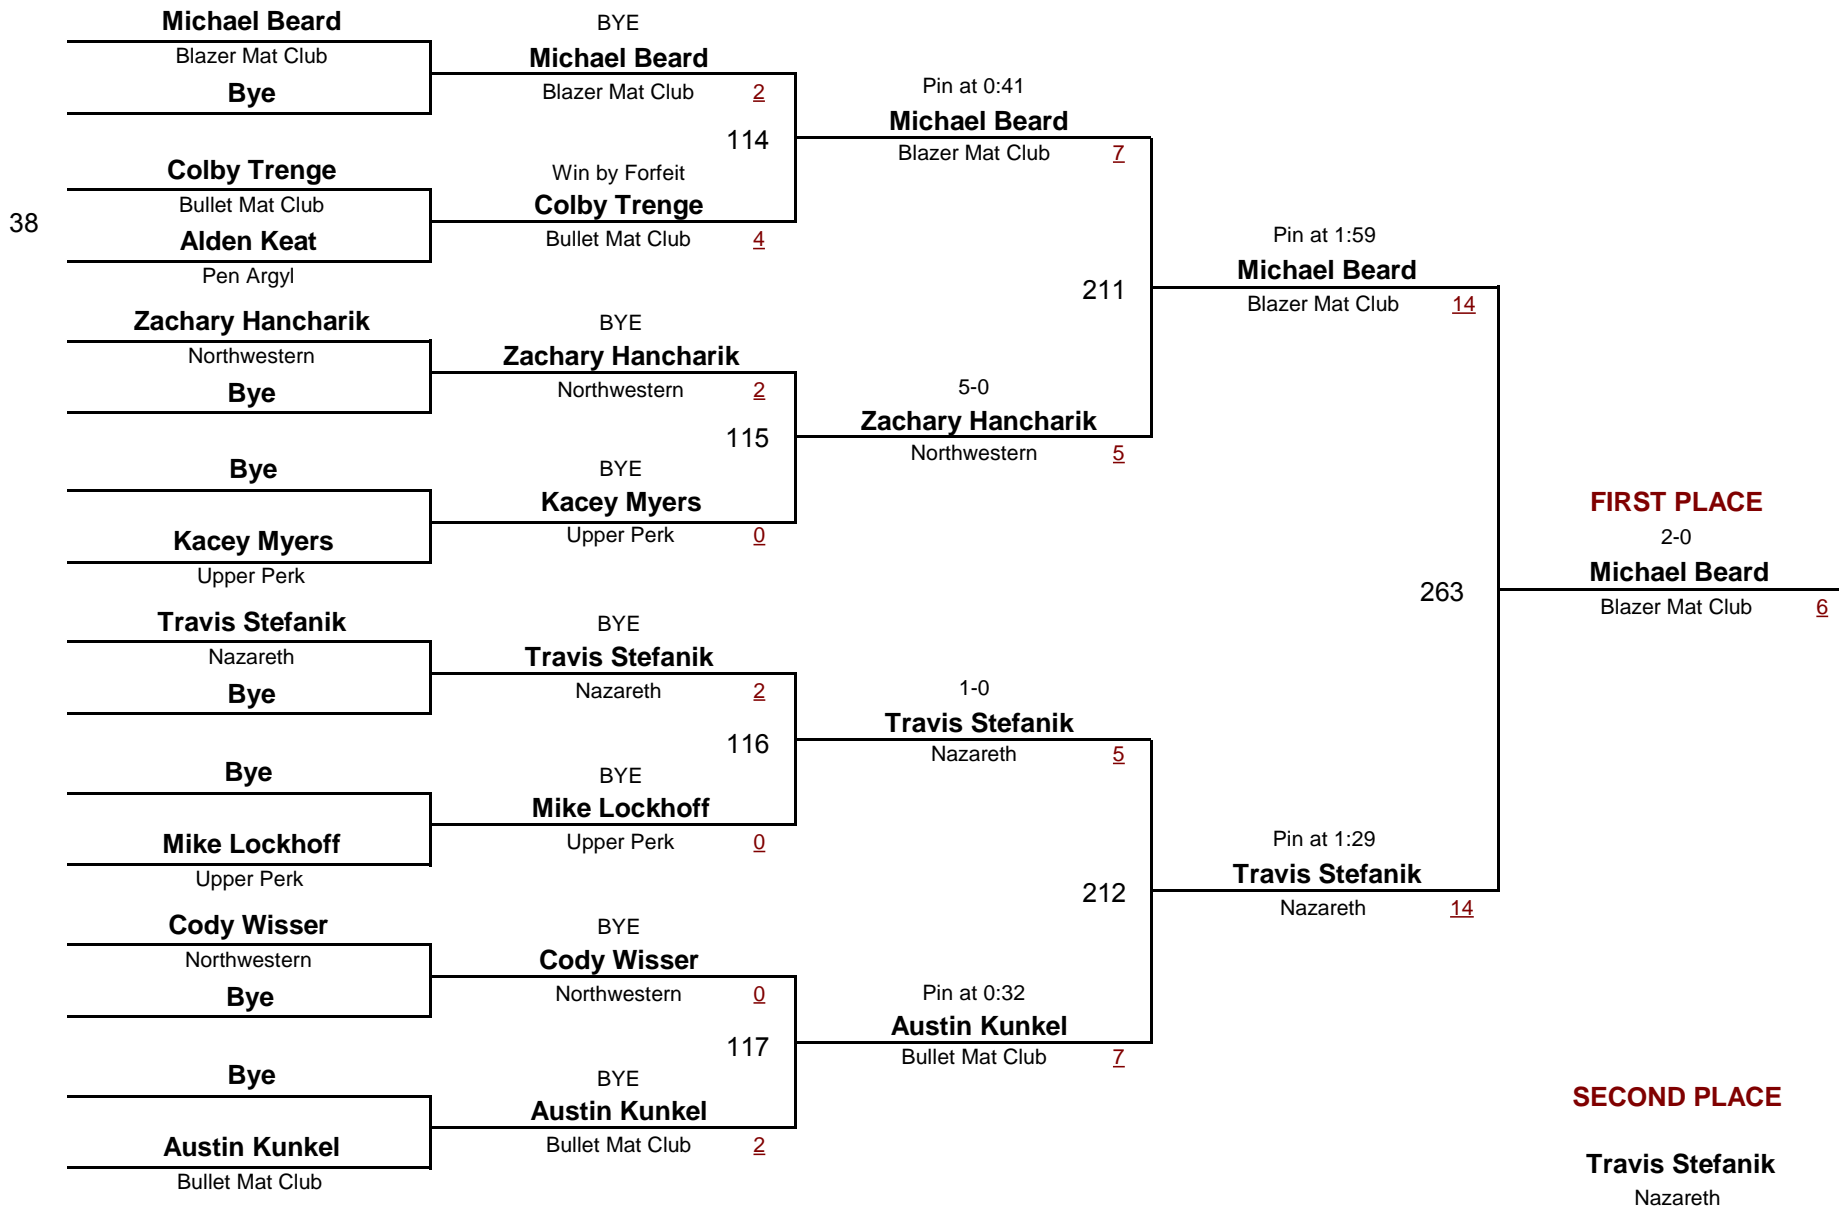 Michael Beard
Blazer Mat Club
Bye
38
Colby Trenge
Bullet Mat Club
Alden Keat
Pen Argyl
Zachary Hancharik
Northwestern
Bye
Bye
Kacey Myers
Upper Perk
Travis Stefanik
Nazareth
Bye
Bye
Mike Lockhoff
Upper Perk
Cody Wisser
Northwestern
Bye
Bye
Austin Kunkel
Bullet Mat Club
BYE
Michael Beard
Blazer Mat Club 2
114
Win by Forfeit
Colby Trenge
Bullet Mat Club 4
BYE
Zachary Hancharik
Northwestern 2
115
BYE
Kacey Myers
Upper Perk 0
BYE
Travis Stefanik
Nazareth 2
116
BYE
Mike Lockhoff
Upper Perk 0
BYE
Cody Wisser
Northwestern 0
117
BYE
Austin Kunkel
Bullet Mat Club 2
Pin at 0:41
Michael Beard
Blazer Mat Club 7
211
5-0
Zachary Hancharik
Northwestern 5
1-0
Travis Stefanik
Nazareth 5
212
Pin at 0:32
Austin Kunkel
Bullet Mat Club 7
Pin at 1:59
Michael Beard
Blazer Mat Club 14
263
Pin at 1:29
Travis Stefanik
Nazareth 14
FIRST PLACE
2-0
Michael Beard
Blazer Mat Club 6
SECOND PLACE
Travis Stefanik
Nazareth